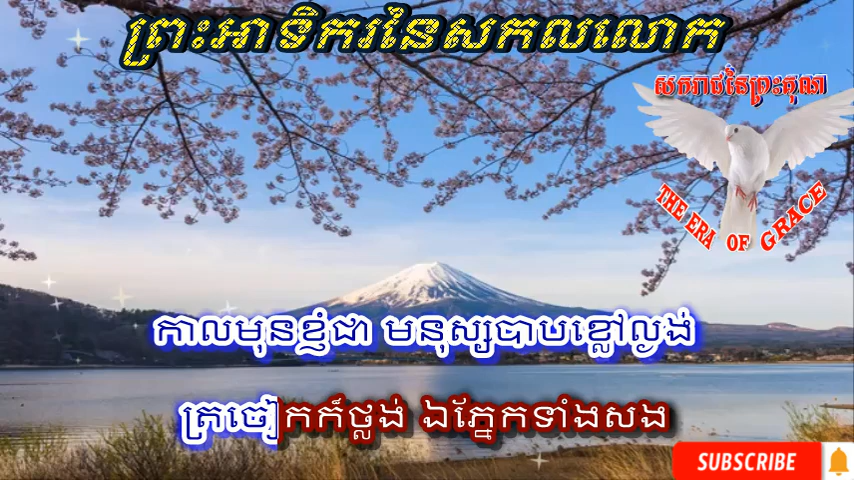 ព្រះអាទិករនៃសកលលោក
សករាជនៃព្រះគុណ
THE ERA OF GRACE
កាលមុនខ្ញុំជា មនុស្សបាបខ្លៅល្ងង់
ត្រចៀកក៏ថ្លង់ ឯភ្នែកទាំងសង
SUBSCRIBE